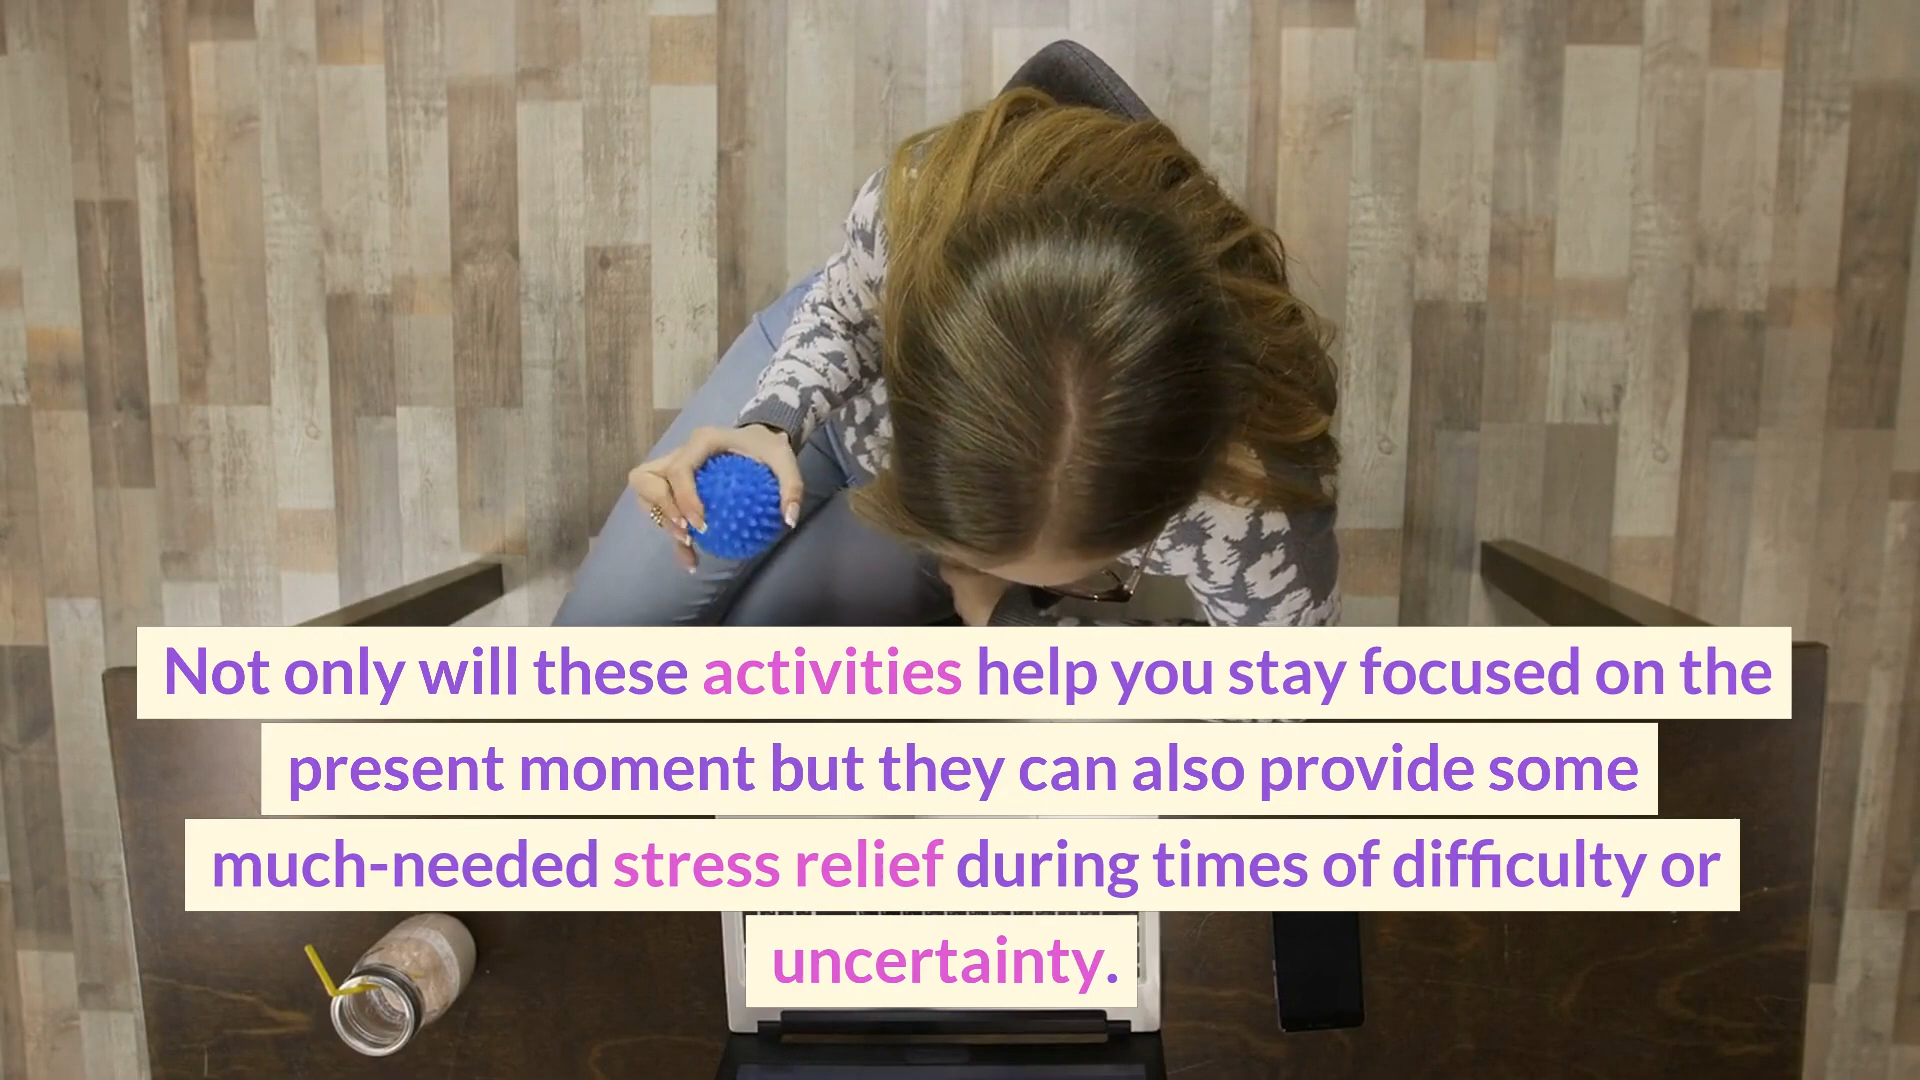 Not only will these activities help you stay focused on the
present moment but they can also provide some
much-needed stress relief during times of difficulty or
uncertainty.